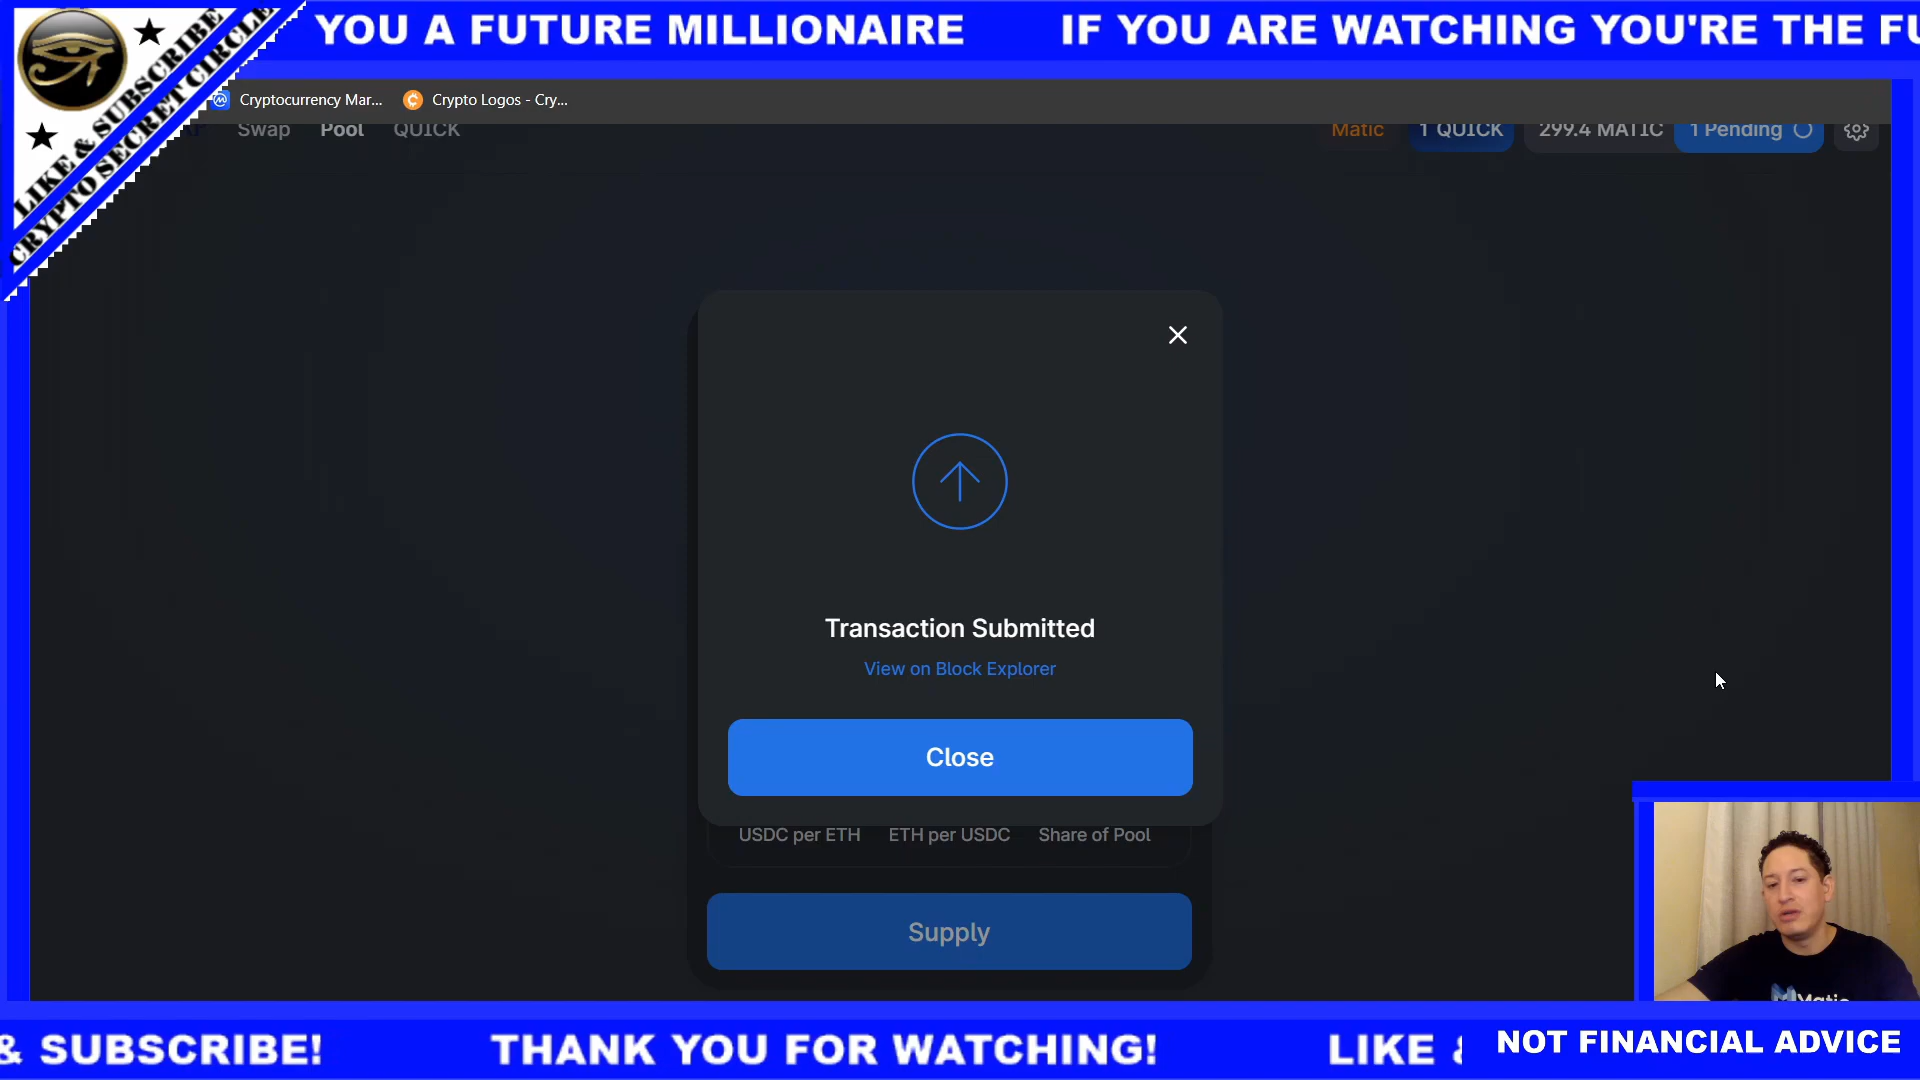 YOU A FUTURE MILLIONAIRE IF YOU ARE WATCHING YOU'RE THE FU
LIKE & SUBSCRIBE
CRYPTO SECRET CIRCLE
Cryptocurrency Mar... Crypto Logos - Cry...
Swap Pool QUICK Matic 1 QUICK 299.4 MATIC 1 Pending
Transaction Submitted
View on Block Explorer
Close
USDC per ETH ETH per USDC Share of Pool
Supply
Matic
& SUBSCRIBE! THANK YOU FOR WATCHING! LIKE & NOT FINANCIAL ADVICE